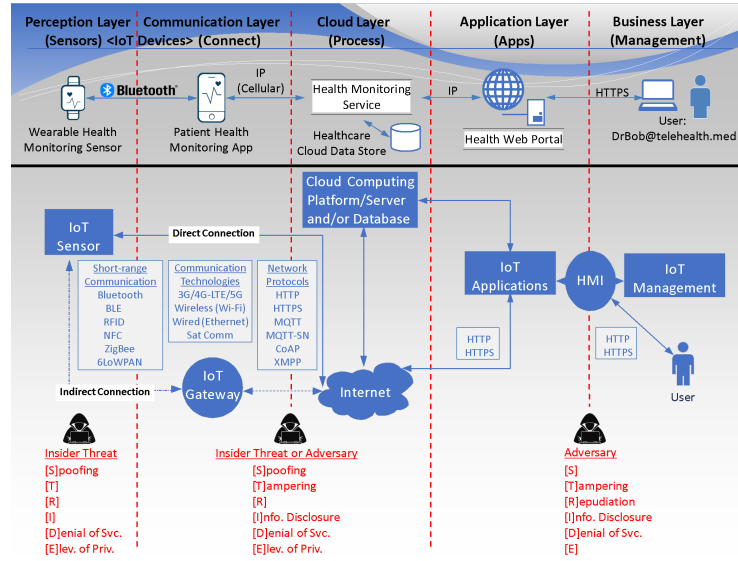 Perception Layer
(Sensors) <IoT Devices>
Communication Layer
(Connect)
Cloud Layer
(Process)
Application Layer
(Apps)
Business Layer
(Management)
Bluetooth®
IP
(Cellular)
Health Monitoring
Service
IP
HTTPS
Wearable Health
Monitoring Sensor
Patient Health
Monitoring App
Healthcare
Cloud Data Store
Health Web Portal
User:
DrBob@telehealth.med
Cloud Computing
Platform/Server
and/or Database
IoT
Sensor
Direct Connection
IoT
Applications
HMI
IoT
Management
Short-range
Communication
Bluetooth
BLE
RFID
NFC
ZigBee
6LoWPAN
Communication
Technologies
3G/4G-LTE/5G
Wireless (Wi-Fi)
Wired (Ethernet)
Sat Comm
Network
Protocols
HTTP
HTTPS
MQTT
MQTT-SN
CoAP
XMPP
HTTP
HTTPS
HTTP
HTTPS
Indirect Connection
IoT
Gateway
Internet
User
Insider Threat
[S]poofing
[T]
[R]
[I]
[D]enial of Svc.
[E]lev. of Priv.
Insider Threat or Adversary
[S]poofing
[T]ampering
[R]
[I]nfo. Disclosure
[D]enial of Svc.
[E]lev. of Priv.
Adversary
[S]
[T]ampering
[R]epudiation
[I]nfo. Disclosure
[D]enial of Svc.
[E]